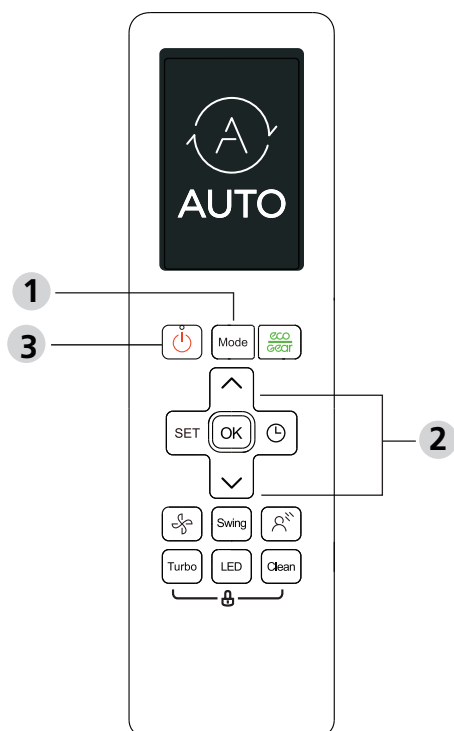 A
AUTO
1
3
Mode
eco
Gear
SET
OK
2
Swing
Turbo
LED
Clean